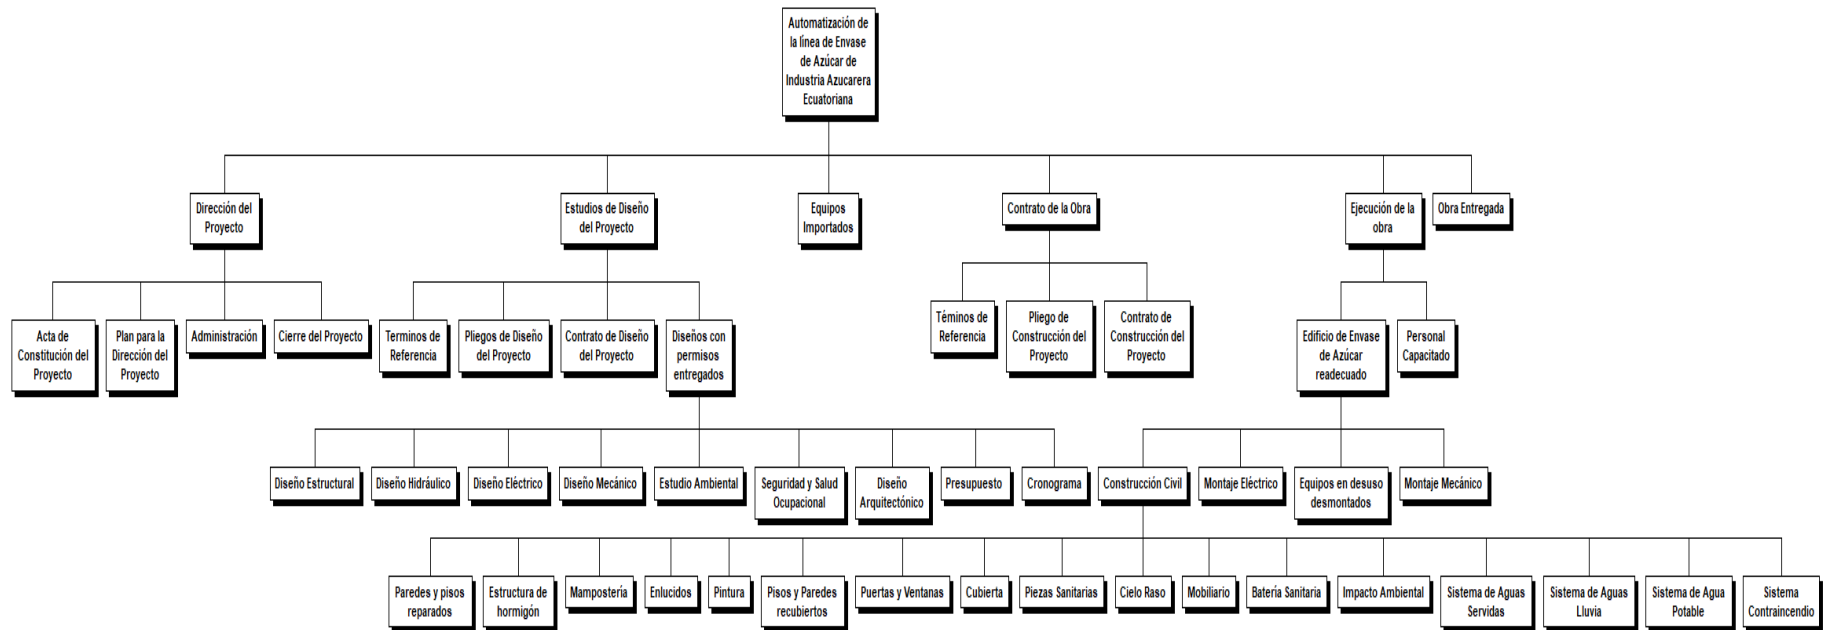 Automatización de
la línea de Envase
de Azúcar de
Industria Azucarera
Ecuatoriana
Dirección del
Proyecto
Estudios de Diseño
del Proyecto
Equipos
Importados
Contrato de la Obra
Ejecución de la
obra
Obra Entregada
Acta de
Constitución del
Proyecto
Plan para la
Dirección del
Proyecto
Administración
Cierre del Proyecto
Terminos de
Referencia
Pliegos de Diseño
del Proyecto
Contrato de Diseño
del Proyecto
Diseños con
permisos
entregados
Téminos de
Referencia
Pliego de
Construcción del
Proyecto
Contrato de
Construcción del
Proyecto
Edificio de Envase
de Azúcar
readecuado
Personal
Capacitado
Diseño Estructural
Diseño Hidráulico
Diseño Eléctrico
Diseño Mecánico
Estudio Ambiental
Seguridad y Salud
Ocupacional
Diseño
Arquitectónico
Presupuesto
Cronograma
Construcción Civil
Montaje Eléctrico
Equipos en desuso
desmontados
Montaje Mecánico
Paredes y pisos
reparados
Estructura de
hormigón
Mampostería
Enlucidos
Pintura
Pisos y Paredes
recubiertos
Puertas y Ventanas
Cubierta
Piezas Sanitarias
Cielo Raso
Mobiliario
Batería Sanitaria
Impacto Ambiental
Sistema de Aguas
Servidas
Sistema de Aguas
Lluvia
Sistema de Agua
Potable
Sistema
Contraincendio